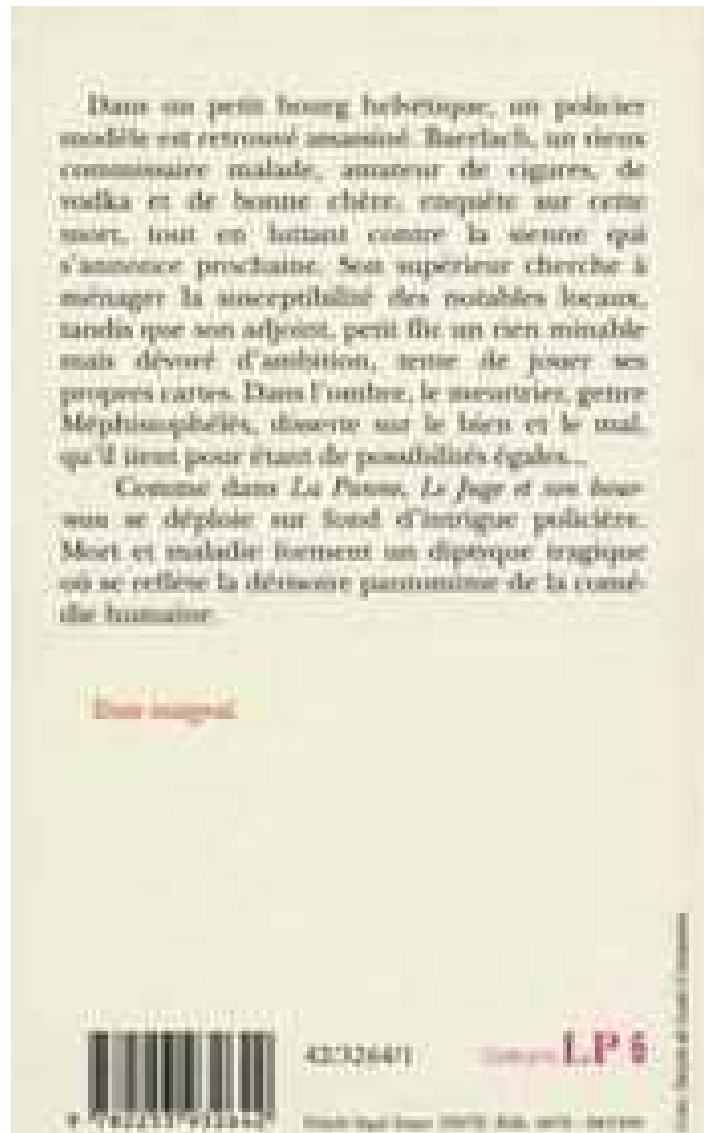 Dans un petit bourg helvétique, un policier
modèle est retrouvé assassiné. Baerlach, un vieux
commissaire malade, amateur de cigares, de
vodka et de bonne chère, enquête sur cette
mort, tout en luttant contre la sienne qui
s'annonce prochaine. Son supérieur cherche à
ménager la susceptibilité des notables locaux,
tandis que son adjoint, petit flic un rien minable
mais dévoré d'ambition, tente de jouer ses
propres cartes. Dans l'ombre, le meurtrier, genre
Méphistophélès, disserte sur le bien et le mal,
qu'il tient pour étant de possibilités égales...
Comme dans La Panne, Le Juge et son bour-
reau se déploie sur fond d'intrigue policière.
Mort et maladie forment un diptyque tragique
où se reflète la dérisoire pantomime de la comé-
die humaine.
Texte intégral
42/3264/1
LP